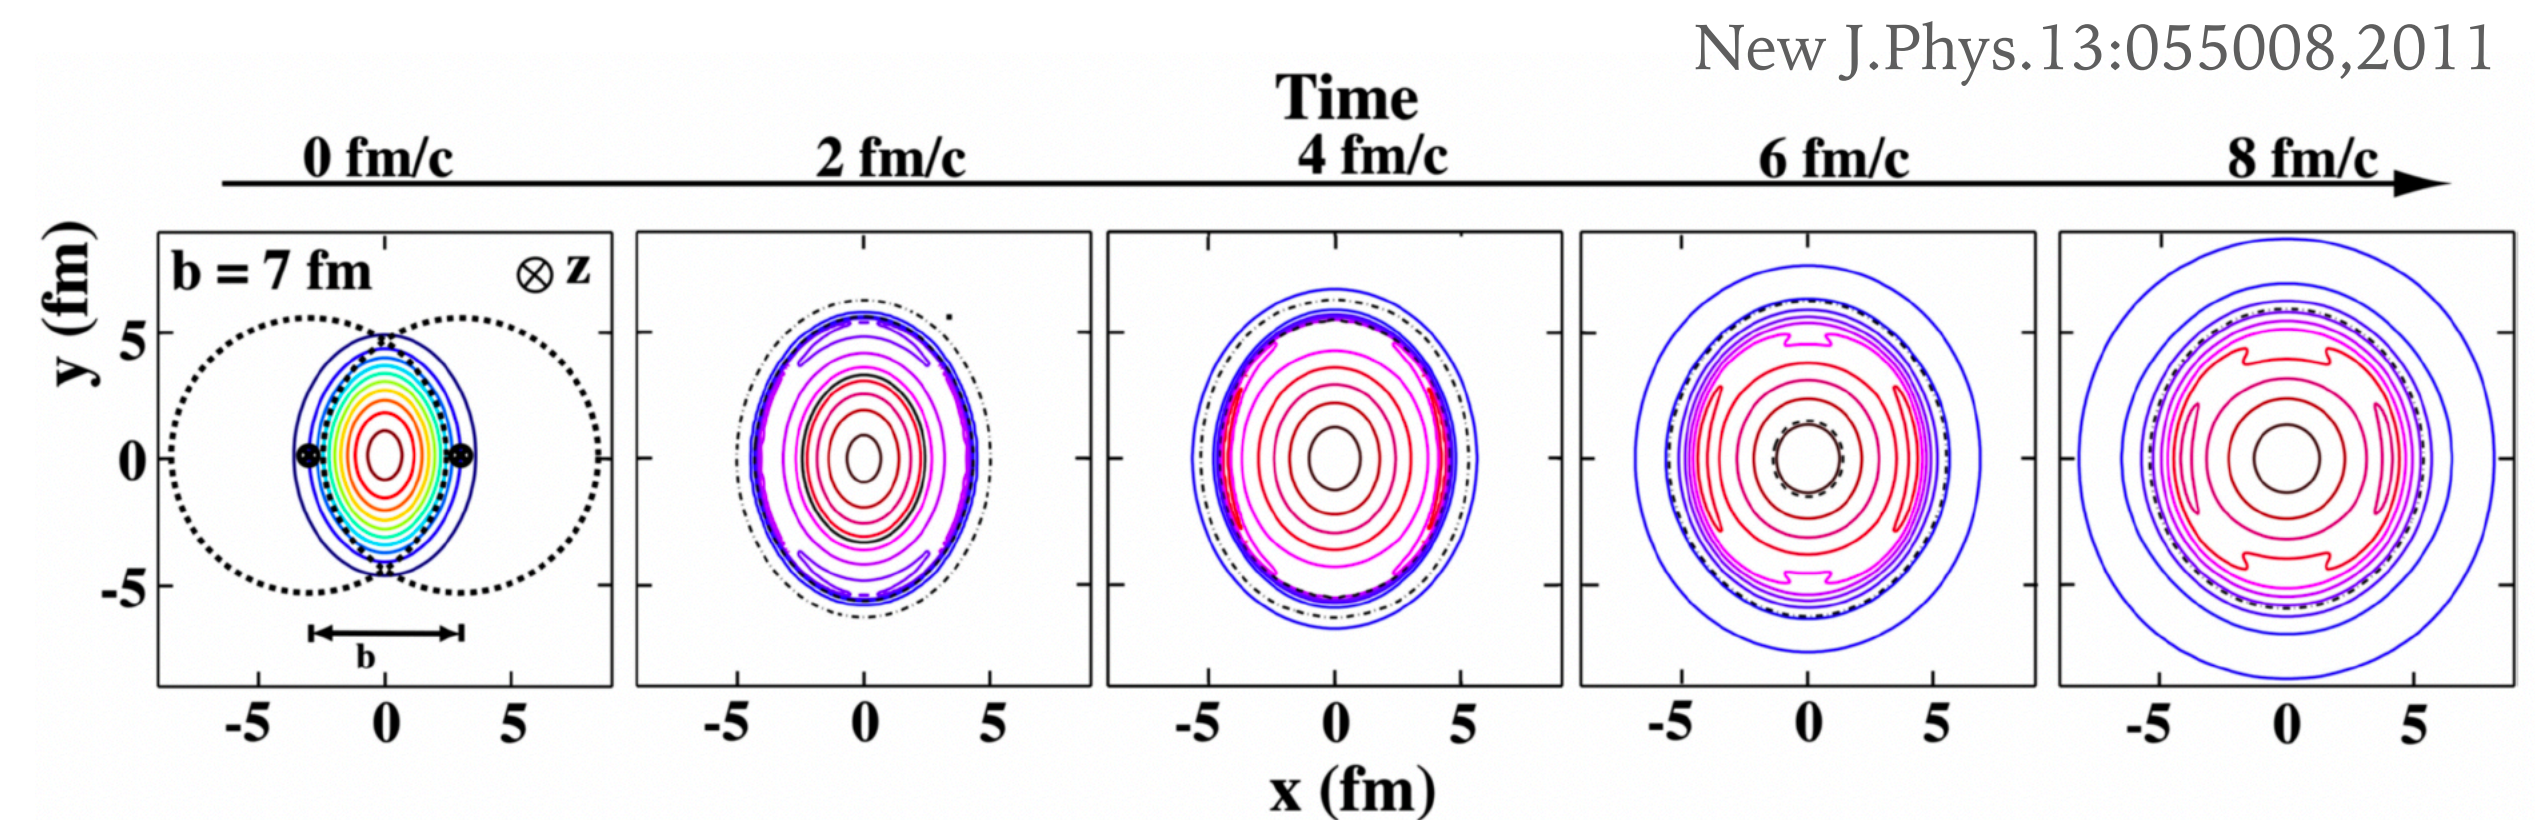 New J.Phys.13:055008,2011
Time
0 fm/c 2 fm/c 4 fm/c 6 fm/c 8 fm/c
y (fm)
b = 7 fm ⊗ z
5
0
-5
b
-5 0 5 -5 0 5 -5 0 5 -5 0 5 -5 0 5
x (fm)